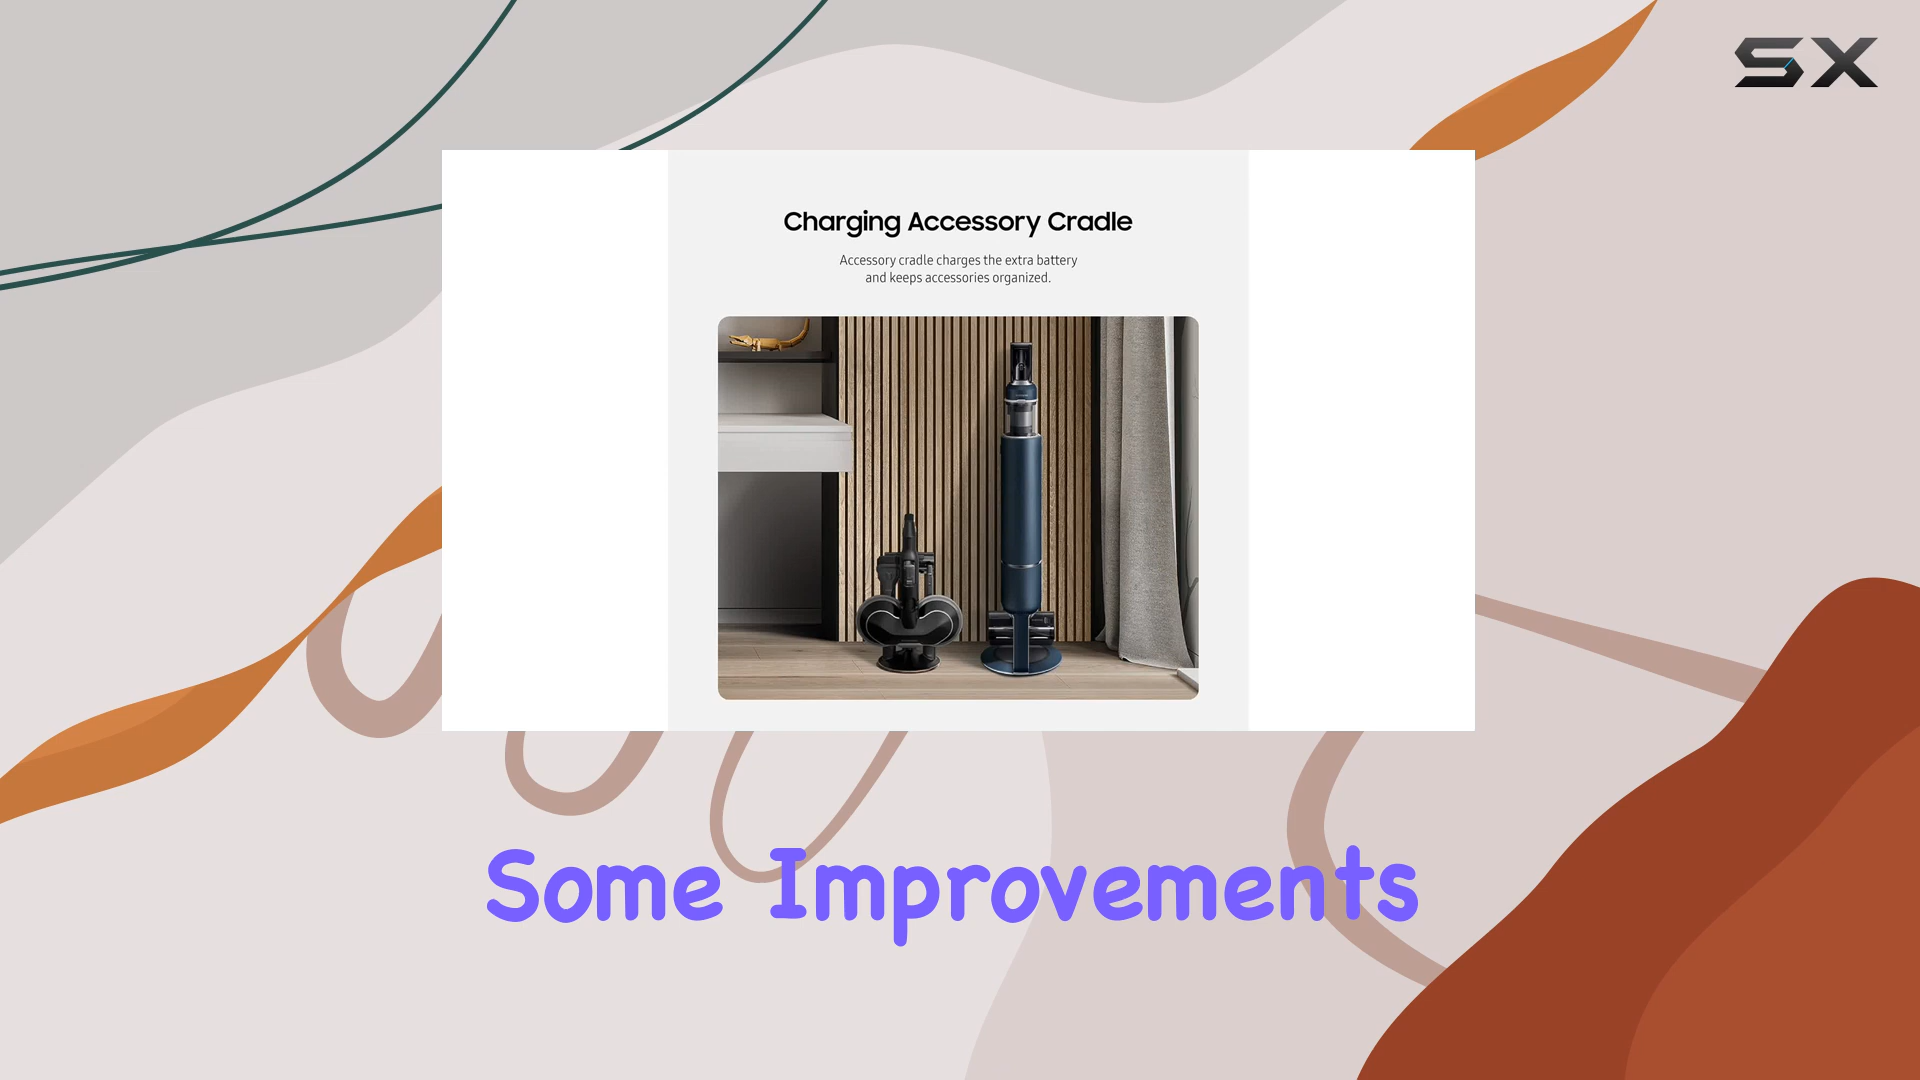 SX
Charging Accessory Cradle
Accessory cradle charges the extra battery
and keeps accessories organized.
Some Improvements